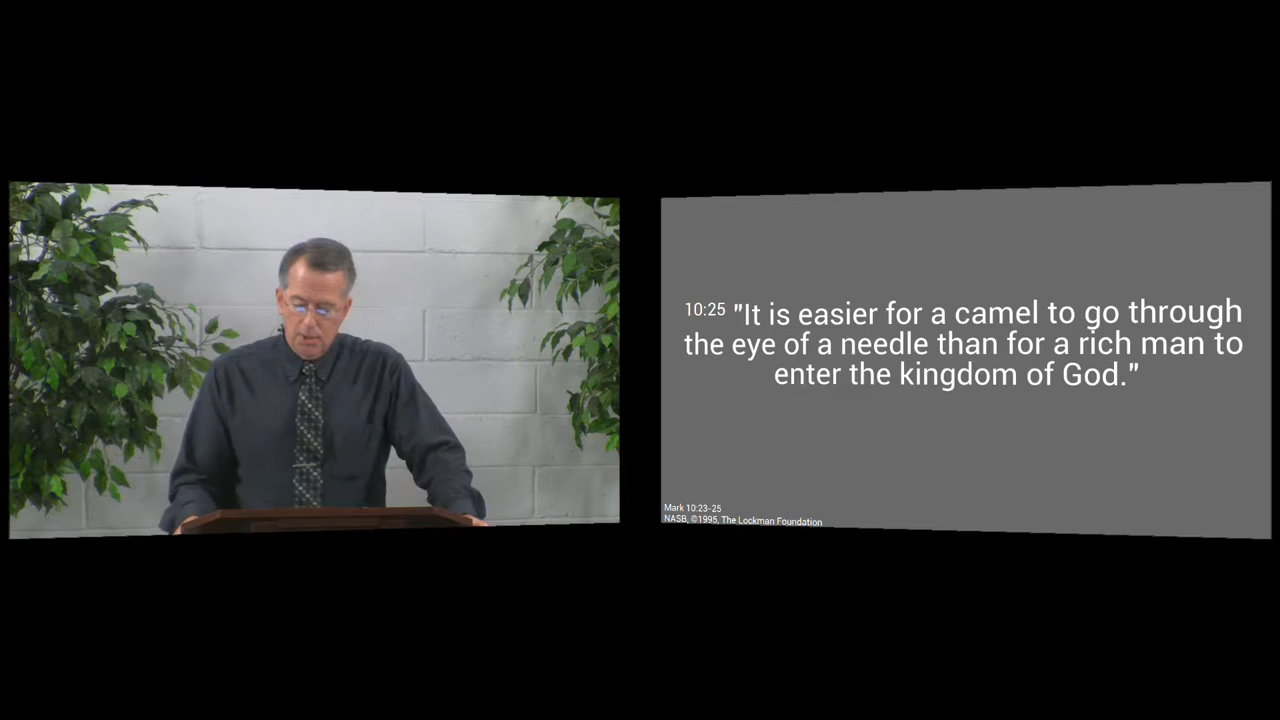 10:25 "It is easier for a camel to go through
the eye of a needle than for a rich man to
enter the kingdom of God."
Mark 10:23-25
NASB, ©1995, The Lockman Foundation